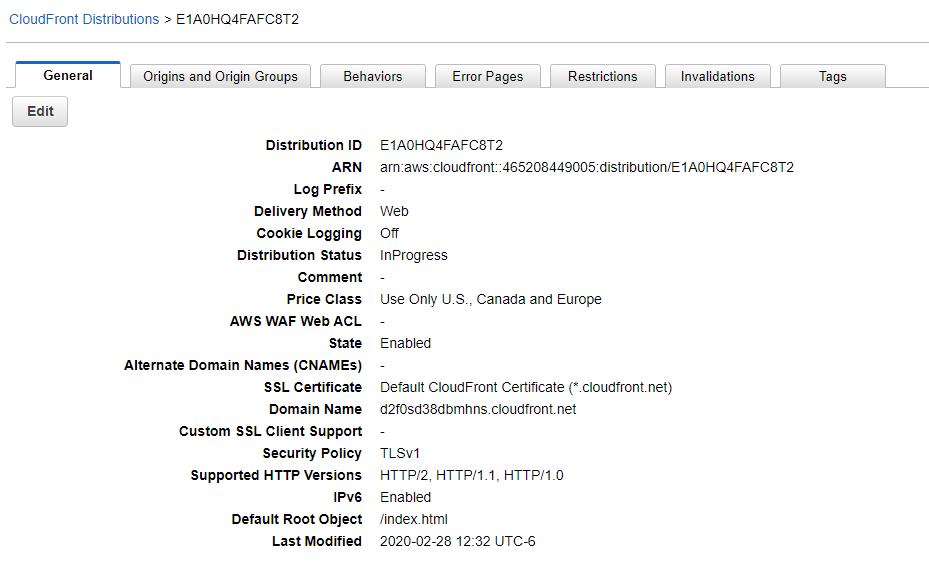 CloudFront Distributions > E1A0HQ4FAFC8T2
General Origins and Origin Groups Behaviors Error Pages Restrictions Invalidations Tags
Edit
Distribution ID E1A0HQ4FAFC8T2
ARN arn:aws:cloudfront::465208449005:distribution/E1A0HQ4FAFC8T2
Log Prefix -
Delivery Method Web
Cookie Logging Off
Distribution Status InProgress
Comment -
Price Class Use Only U.S., Canada and Europe
AWS WAF Web ACL -
State Enabled
Alternate Domain Names (CNAMEs) -
SSL Certificate Default CloudFront Certificate (*.cloudfront.net)
Domain Name d2f0sd38dbmhns.cloudfront.net
Custom SSL Client Support -
Security Policy TLSv1
Supported HTTP Versions HTTP/2, HTTP/1.1, HTTP/1.0
IPv6 Enabled
Default Root Object /index.html
Last Modified 2020-02-28 12:32 UTC-6